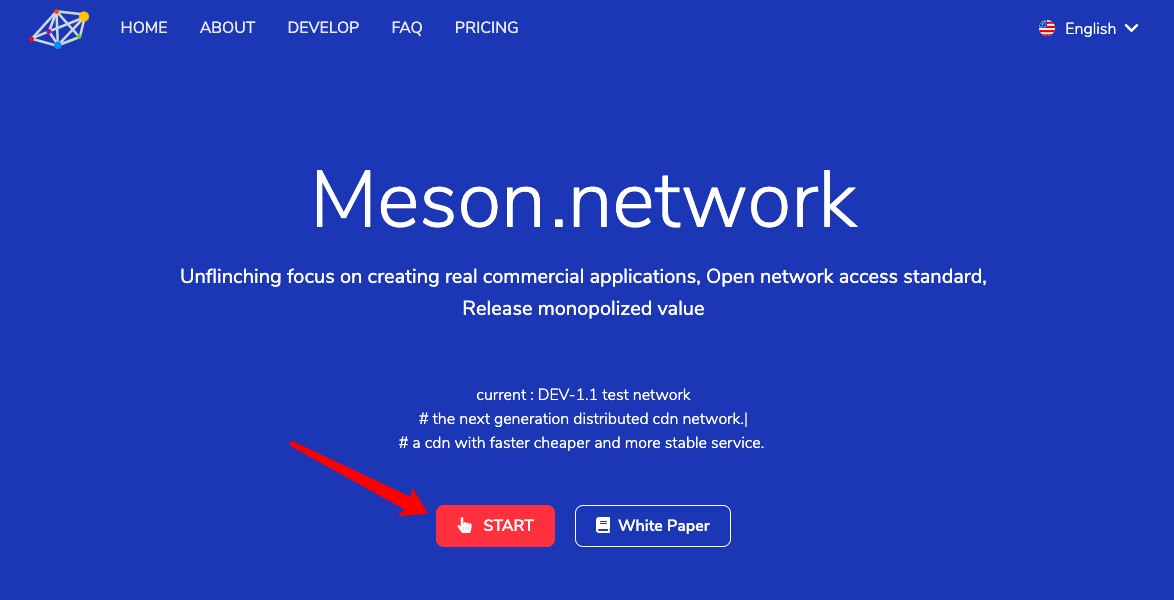 HOME ABOUT DEVELOP FAQ PRICING English
Meson.network
Unflinching focus on creating real commercial applications, Open network access standard,
Release monopolized value
current : DEV-1.1 test network
# the next generation distributed cdn network.|
# a cdn with faster cheaper and more stable service.
START White Paper